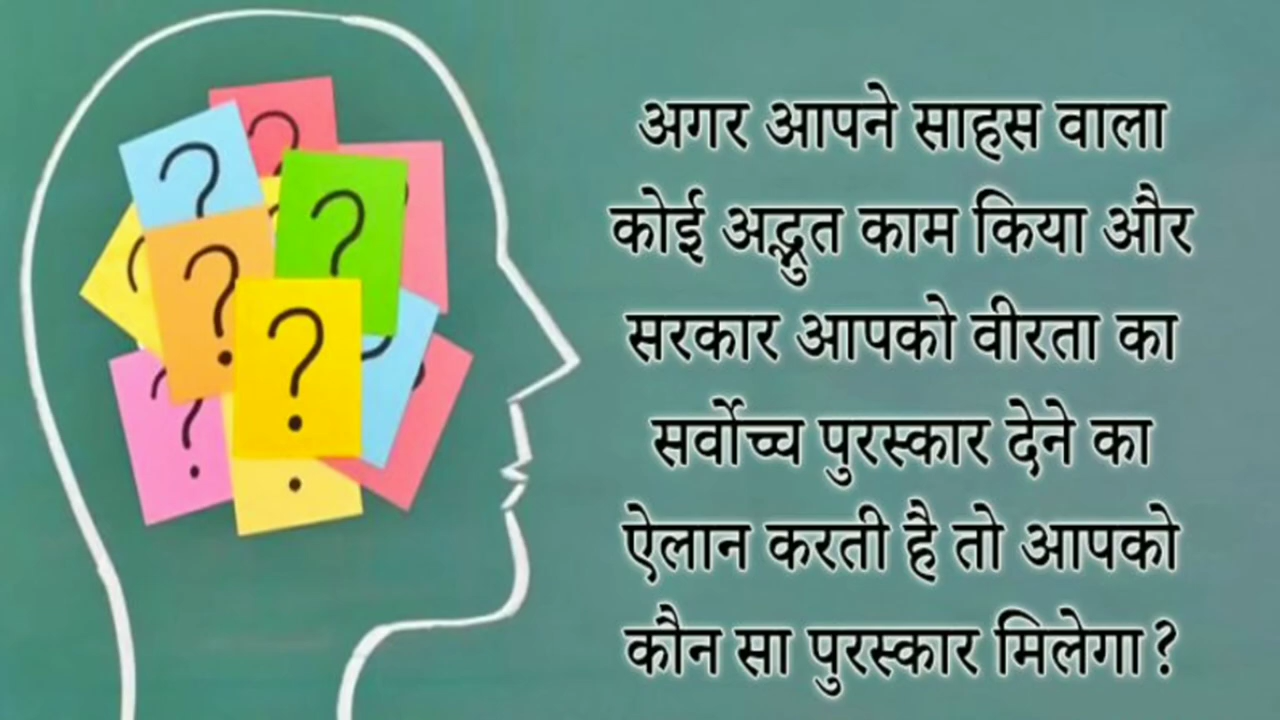 अगर आपने साहस वाला
कोई अद्भुत काम किया और
सरकार आपको वीरता का
सर्वोच्च पुरस्कार देने का
ऐलान करती है तो आपको
कौन सा पुरस्कार मिलेगा?
? ? ? ? ? ?